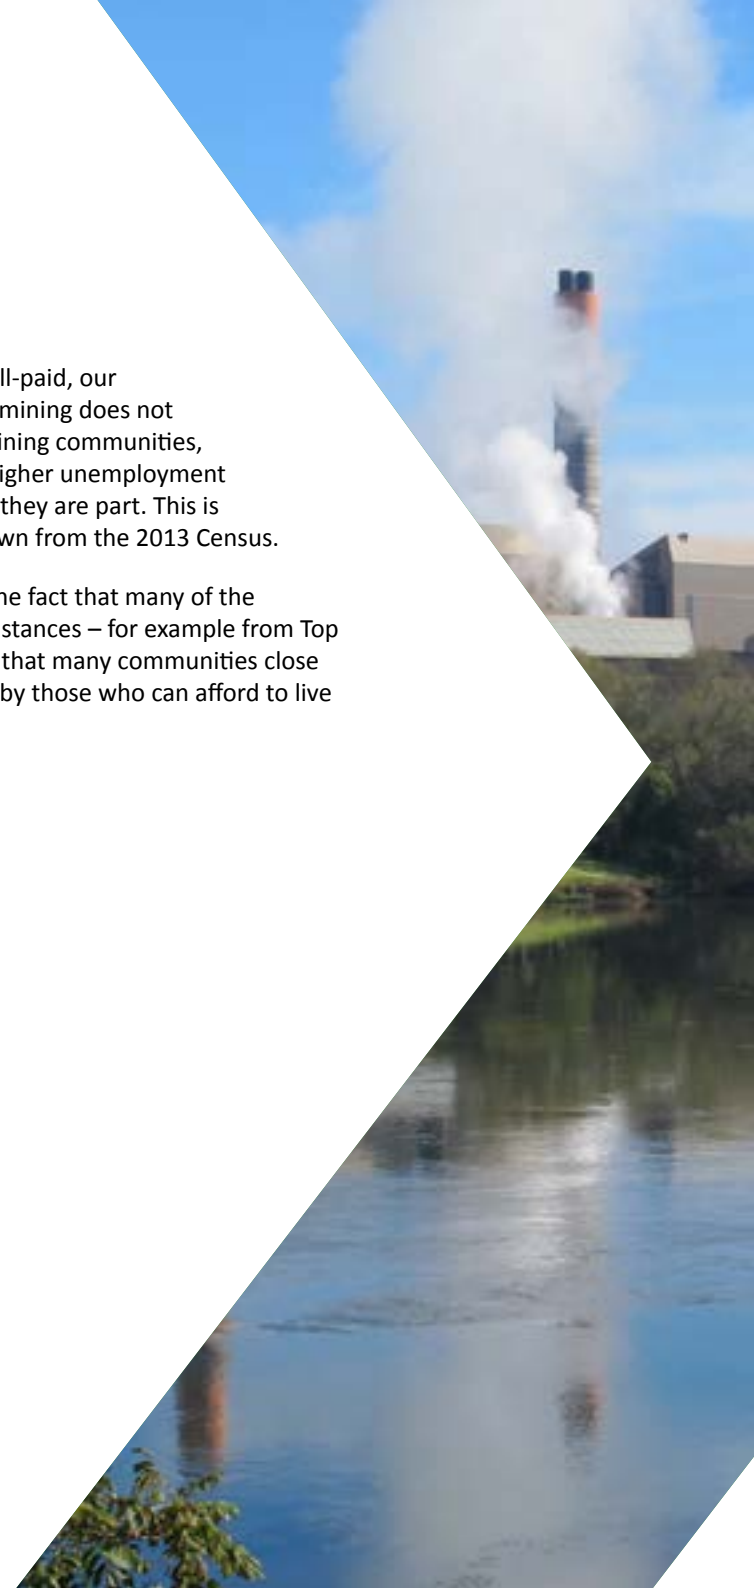 ll-paid, our
mining does not
ining communities,
igher unemployment
they are part. This is
wn from the 2013 Census.
he fact that many of the
stances – for example from Top
that many communities close
by those who can afford to live